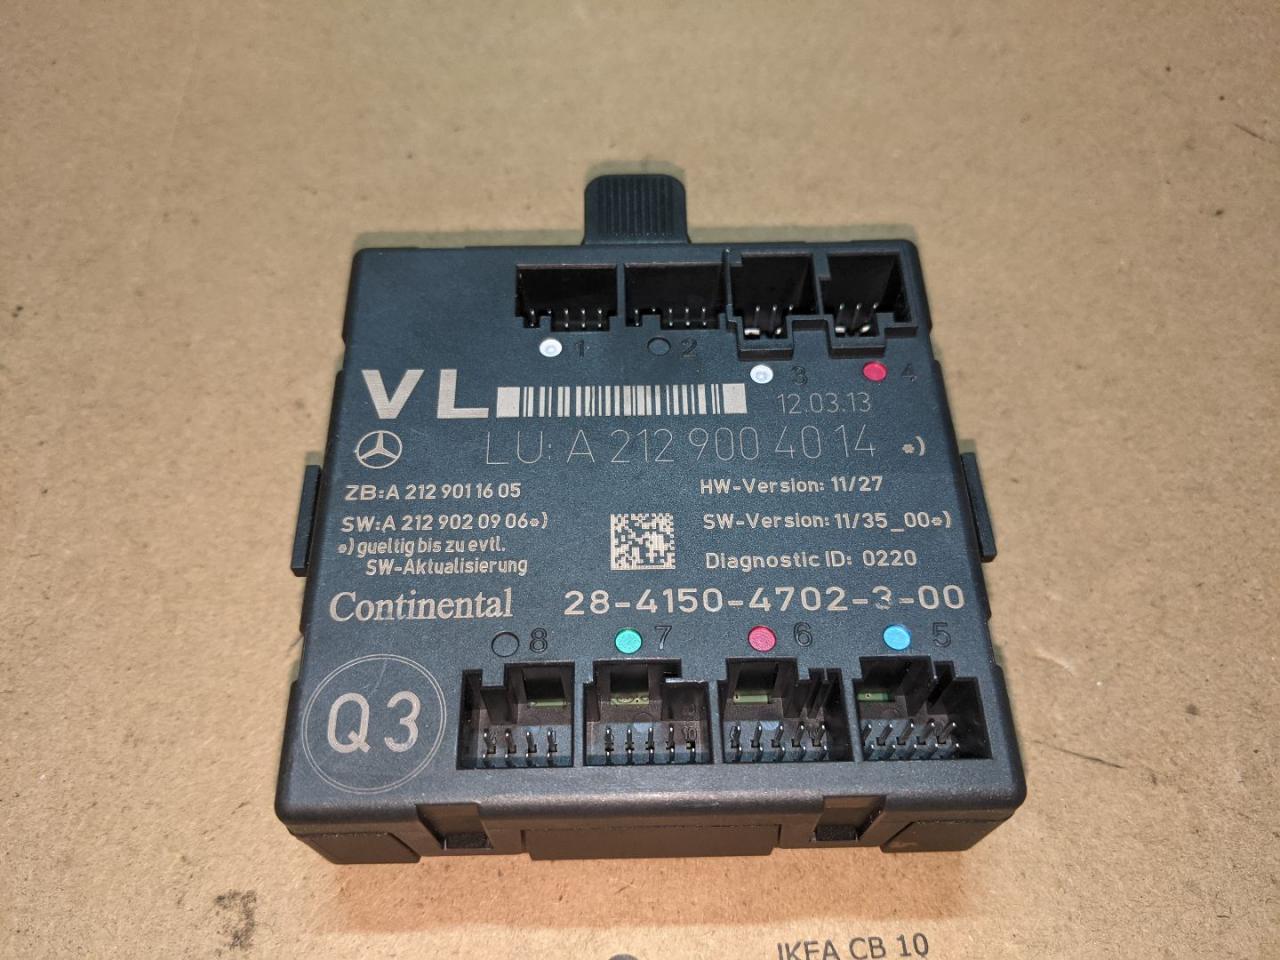 1 2
3 4
VL
12.03.13
LU: A 212 900 40 14 *)
ZB:A 212 901 16 05
HW-Version: 11/27
SW:A 212 902 09 06*)
SW-Version: 11/35_00*)
*) gueltig bis zu evtl.
SW-Aktualisierung
Diagnostic ID: 0220
Continental
28-4150-4702-3-00
8 7 6 5
Q3
IKEA CB 10